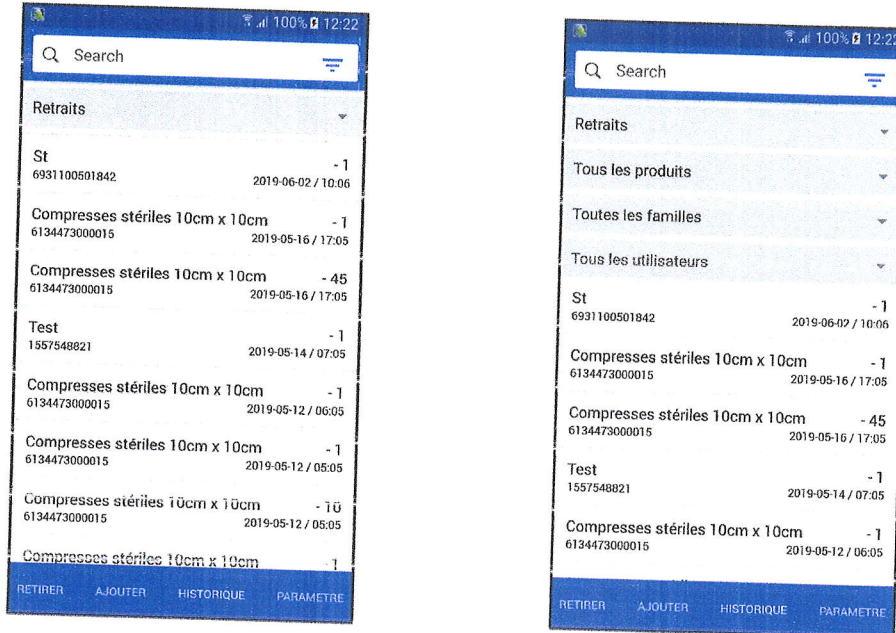 100% 12:22
Search
Retraits
St - 1
6931100501842 2019-06-02 / 10:06
Compresses stériles 10cm x 10cm - 1
6134473000015 2019-05-16 / 17:05
Compresses stériles 10cm x 10cm - 45
6134473000015 2019-05-16 / 17:05
Test - 1
1557548821 2019-05-14 / 07:05
Compresses stériles 10cm x 10cm - 1
6134473000015 2019-05-12 / 06:05
Compresses stériles 10cm x 10cm - 1
6134473000015 2019-05-12 / 05:05
Compresses stériles 10cm x 10cm - 10
6134473000015 2019-05-12 / 05:05
Compresses stériles 10cm x 10cm - 1
RETIRER AJOUTER HISTORIQUE PARAMETRE
100% 12:22
Search
Retraits
Tous les produits
Toutes les familles
Tous les utilisateurs
St - 1
6931100501842 2019-06-02 / 10:06
Compresses stériles 10cm x 10cm - 1
6134473000015 2019-05-16 / 17:05
Compresses stériles 10cm x 10cm - 45
6134473000015 2019-05-16 / 17:05
Test - 1
1557548821 2019-05-14 / 07:05
Compresses stériles 10cm x 10cm - 1
6134473000015 2019-05-12 / 06:05
RETIRER AJOUTER HISTORIQUE PARAMETRE